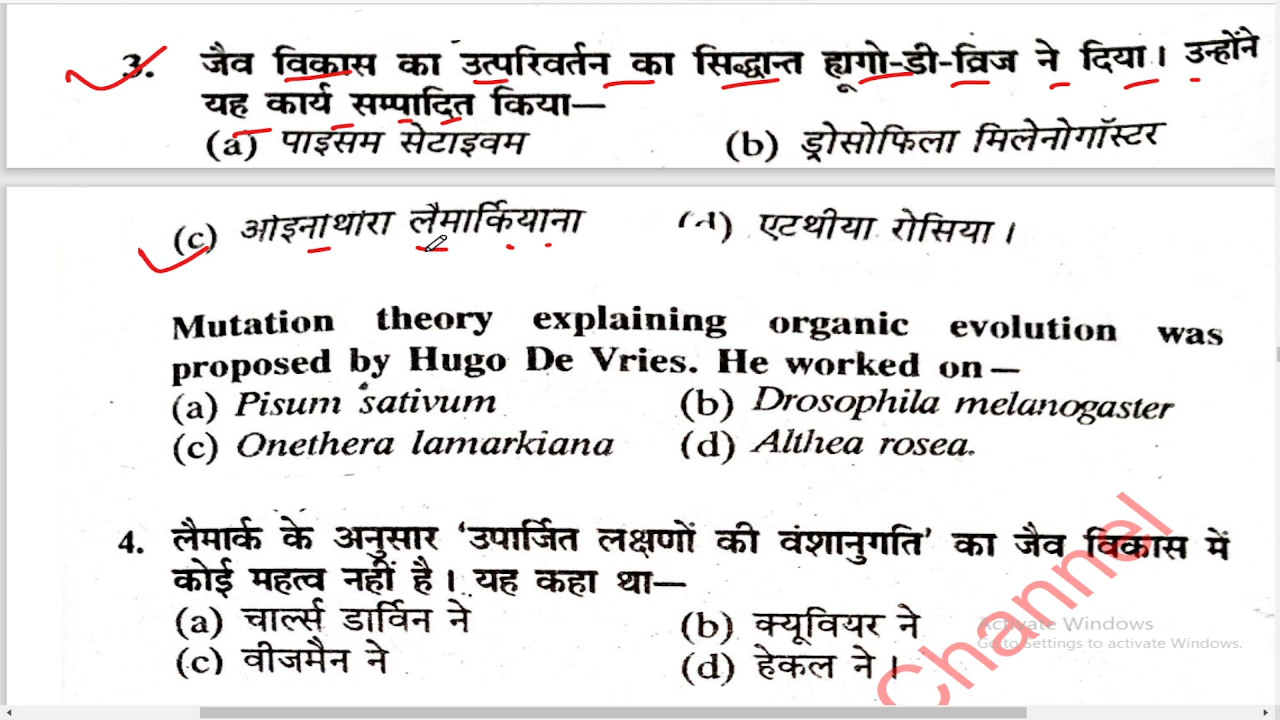 3. जैव विकास का उत्परिवर्तन का सिद्धान्त ह्यूगो-डी-व्रिज ने दिया। उन्होंने
यह कार्य सम्पादित किया—
(a) पाइसम सेटाइवम (b) ड्रोसोफिला मिलेनोगॉस्टर
(c) ओइनाथारा लैमार्कियाना (d) एटथीया रोसिया।
Mutation theory explaining organic evolution was
proposed by Hugo De Vries. He worked on—
(a) Pisum sativum (b) Drosophila melanogaster
(c) Onethera lamarkiana (d) Althea rosea.
4. लैमार्क के अनुसार ‘उपार्जित लक्षणों की वंशानुगति’ का जैव विकास में
कोई महत्व नहीं है। यह कहा था—
(a) चार्ल्स डार्विन ने (b) क्यूवियर ने
(c) वीजमैन ने (d) हेकल ने।
Channel
Activate Windows
Go to Settings to activate Windows.